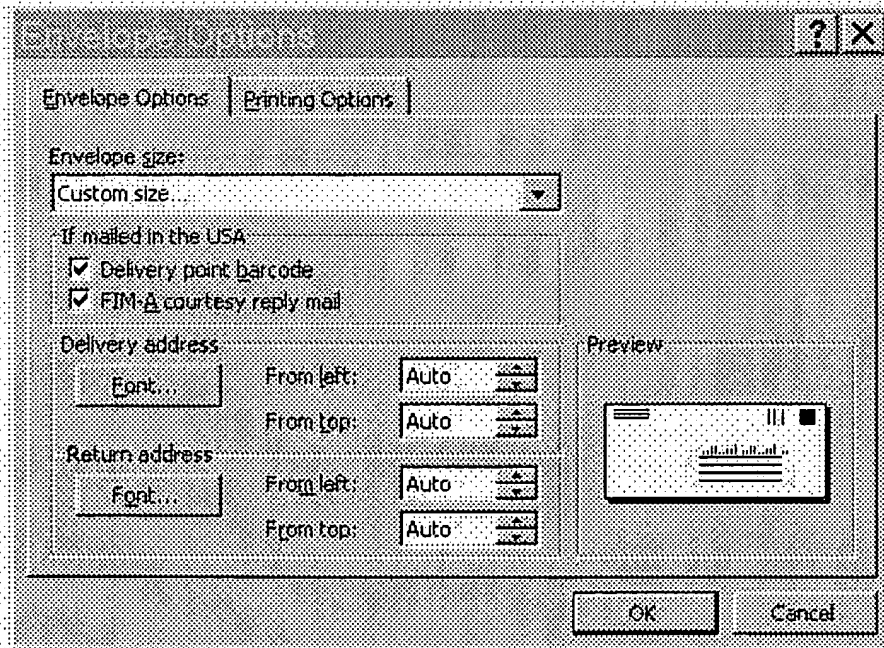 Envelope Options
Envelope Options
Printing Options
Envelope size:
Custom size...
If mailed in the USA
Delivery point barcode
FIM-A courtesy reply mail
Delivery address
Font...
From left: Auto
From top: Auto
Return address
Font...
From left: Auto
From top: Auto
Preview
OK
Cancel